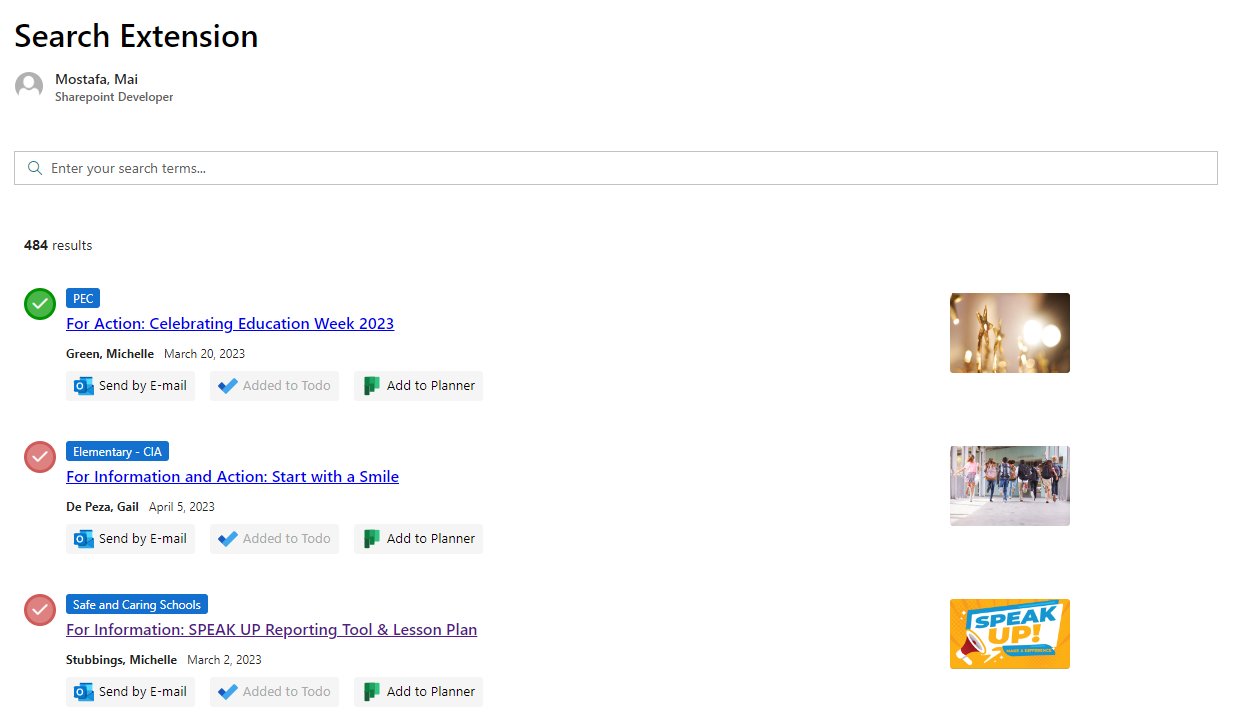 Search Extension
Mostafa, Mai
Sharepoint Developer
Enter your search terms...
484 results
PEC
For Action: Celebrating Education Week 2023
Green, Michelle March 20, 2023
Send by E-mail Added to Todo Add to Planner
Elementary - CIA
For Information and Action: Start with a Smile
De Peza, Gail April 5, 2023
Send by E-mail Added to Todo Add to Planner
Safe and Caring Schools
For Information: SPEAK UP Reporting Tool & Lesson Plan
SPEAK
UP!
MAKE A DIFFERENCE
Stubbings, Michelle March 2, 2023
Send by E-mail Added to Todo Add to Planner